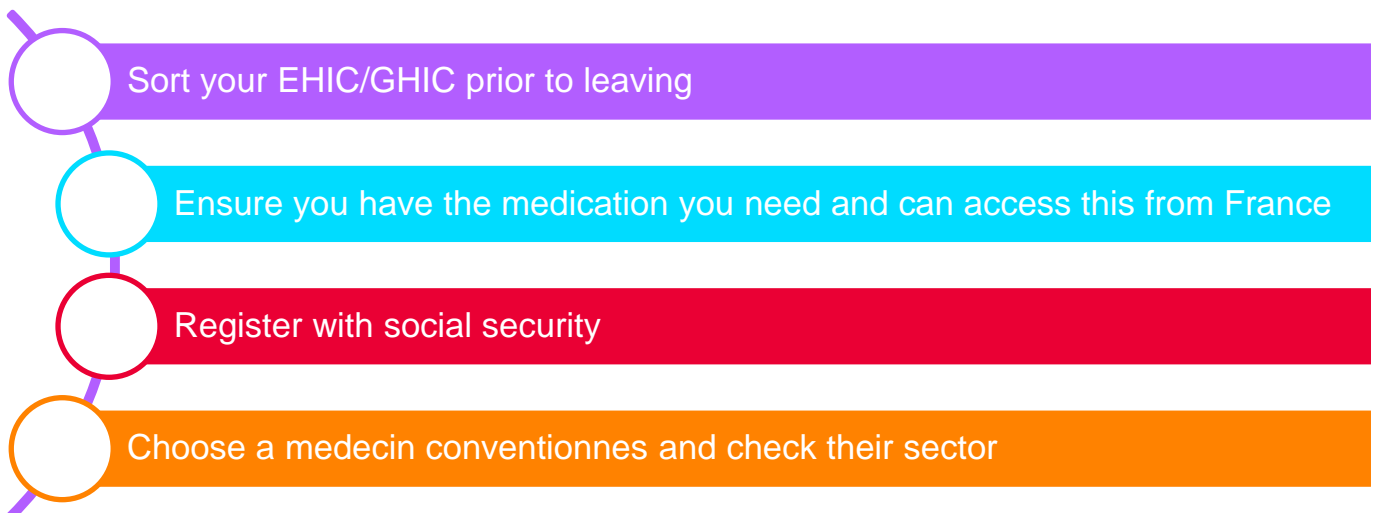 Sort your EHIC/GHIC prior to leaving
Ensure you have the medication you need and can access this from France
Register with social security
Choose a medecin conventionnes and check their sector